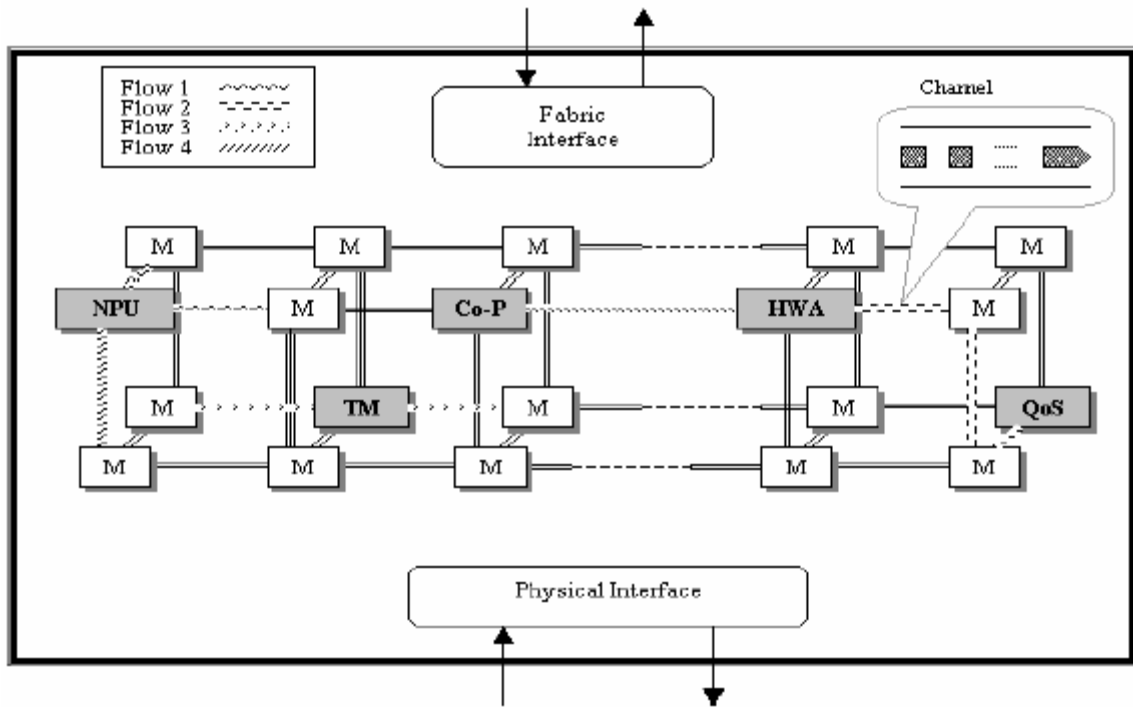 Flow 1
Flow 2
Flow 3
Flow 4
Fabric
Interface
Channel
M M M M M
NPU M Co-P HWA M
M TM M M QoS
M M M M M
Physical Interface